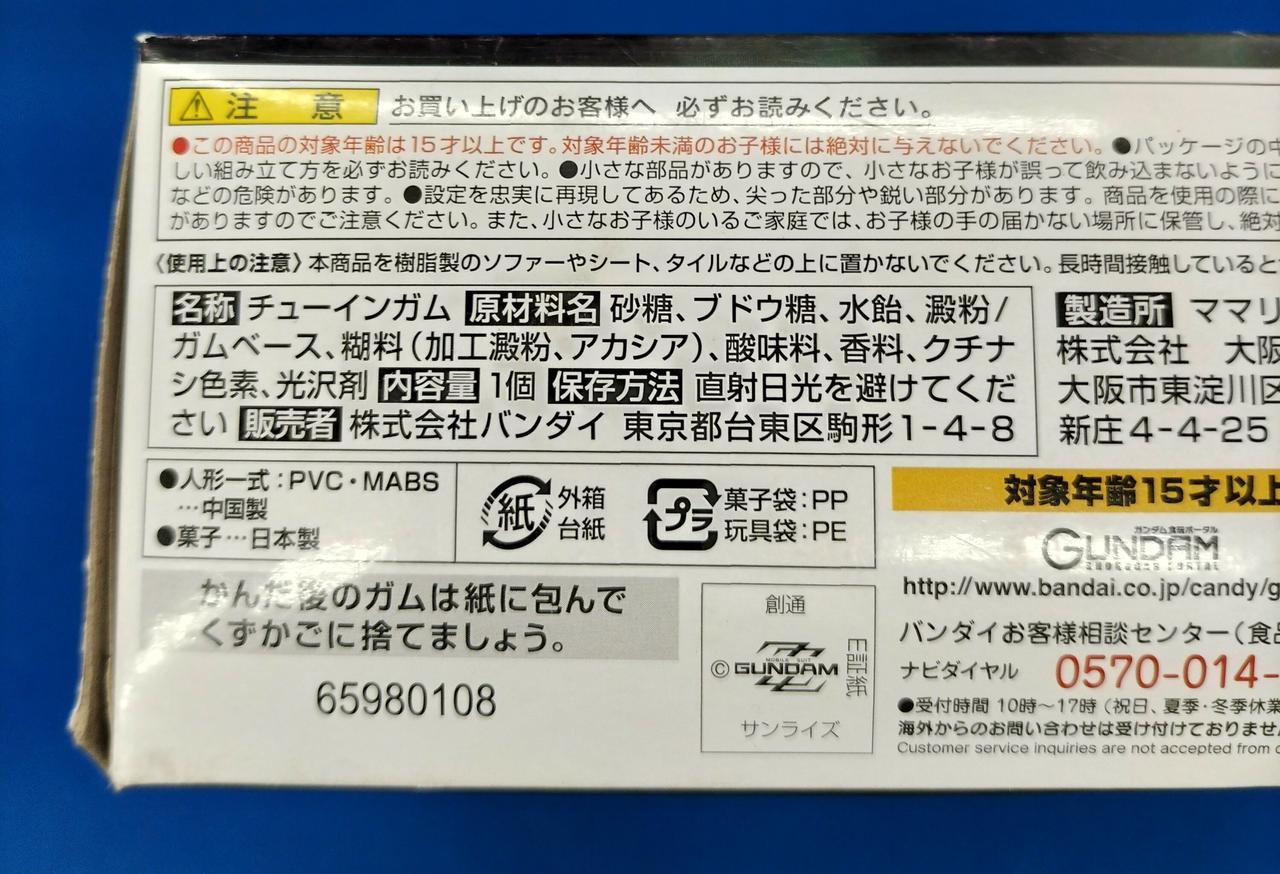 注 意 お買い上げのお客様へ 必ずお読みください。
●この商品の対象年齢は15才以上です。対象年齢未満のお子様には絶対に与えないでください。●パッケージの中
しい組み立て方を必ずお読みください。●小さな部品がありますので、小さなお子様が誤って飲み込まないように
などの危険があります。●設定を忠実に再現してあるため、尖った部分や鋭い部分があります。商品を使用の際に
がありますのでご注意ください。また、小さなお子様のいるご家庭では、お子様の手の届かない場所に保管し、絶対
〈使用上の注意〉本商品を樹脂製のソファーやシート、タイルなどの上に置かないでください。長時間接触していると
名称 チューインガム 原材料名 砂糖、ブドウ糖、水飴、澱粉/
ガムベース、糊料(加工澱粉、アカシア)、酸味料、香料、クチナ
シ色素、光沢剤 内容量 1個 保存方法 直射日光を避けてくだ
さい 販売者 株式会社バンダイ 東京都台東区駒形1-4-8
製造所 ママリ
株式会社 大阪
大阪市東淀川区
新庄4-4-25
●人形一式:PVC・MABS
…中国製
●菓子…日本製
紙 外箱
台紙
プラ 菓子袋:PP
玩具袋:PE
対象年齢15才以上
ガンダム食玩ポータル
GUNDAM
http://www.bandai.co.jp/candy/g
バンダイお客様相談センター(食品
ナビダイヤル 0570-014-
●受付時間 10時〜17時(祝日、夏季・冬季休業
海外からのお問い合わせは受け付けておりません
Customer service inquiries are not accepted from
かんだ後のガムは紙に包んで
くずかごに捨てましょう。
65980108
創通
MOBILE SUIT
© GUNDAM
サンライズ
証紙